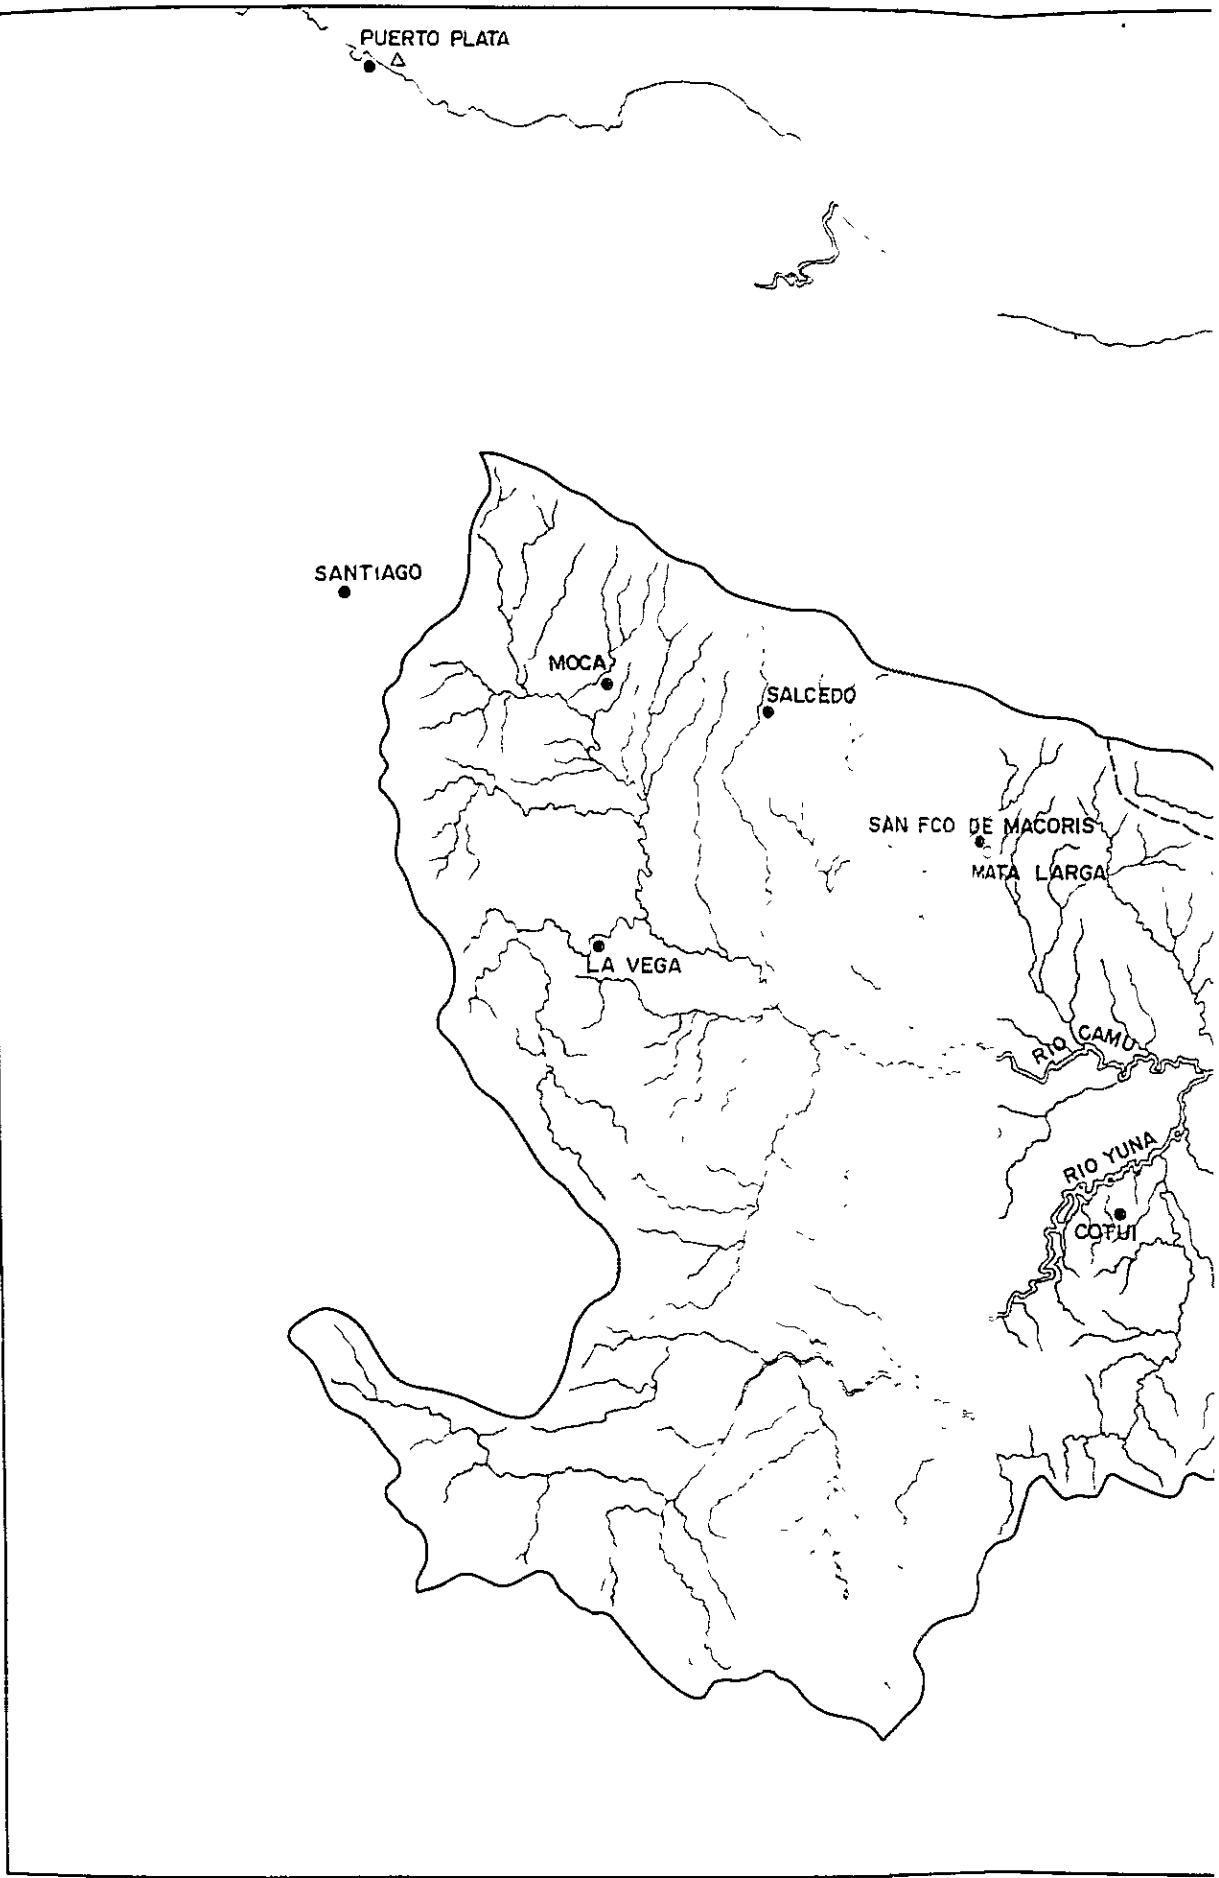 PUERTO PLATA
SANTIAGO
MOCA
SALCEDO
SAN FCO DE MACORIS
MATA LARGA
LA VEGA
RIO CAMU
RIO YUNA
COTUI